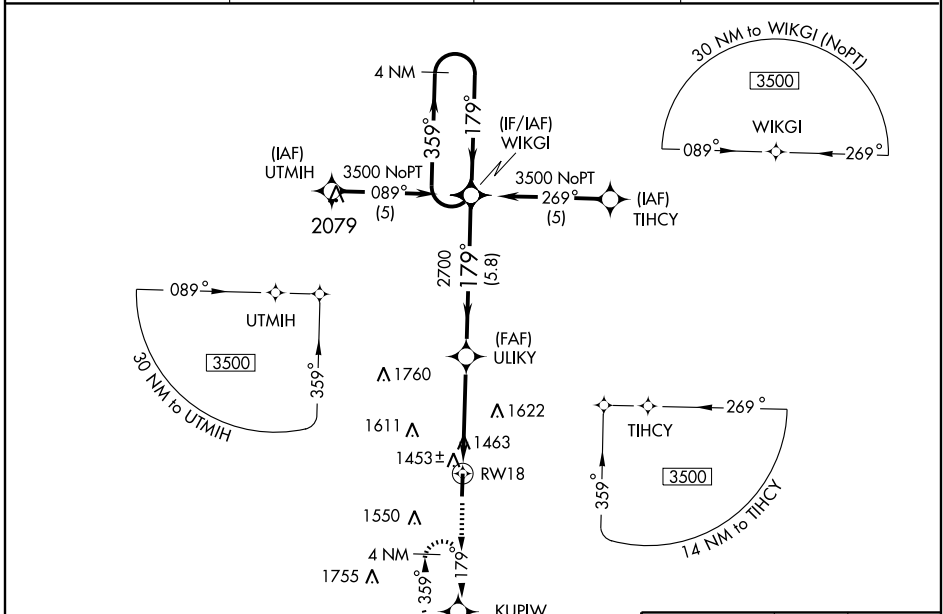 30 NM to WIKGI (NoPT)
3500
WIKGI
089°
269°
4 NM
359°
179°
(IF/IAF)
WIKGI
(IAF)
UTMIH
3500 NoPT
089°
(5)
2079
3500 NoPT
269°
(5)
(IAF)
TIHCY
2700
179°
(5.8)
089°
UTMIH
3500
359°
30 NM to UTMIH
(FAF)
ULIKY
1760
1622
1611
1463
1453±
RW18
269°
TIHCY
3500
359°
14 NM to TIHCY
1550
4 NM
179°
1755
359°
KUPIW